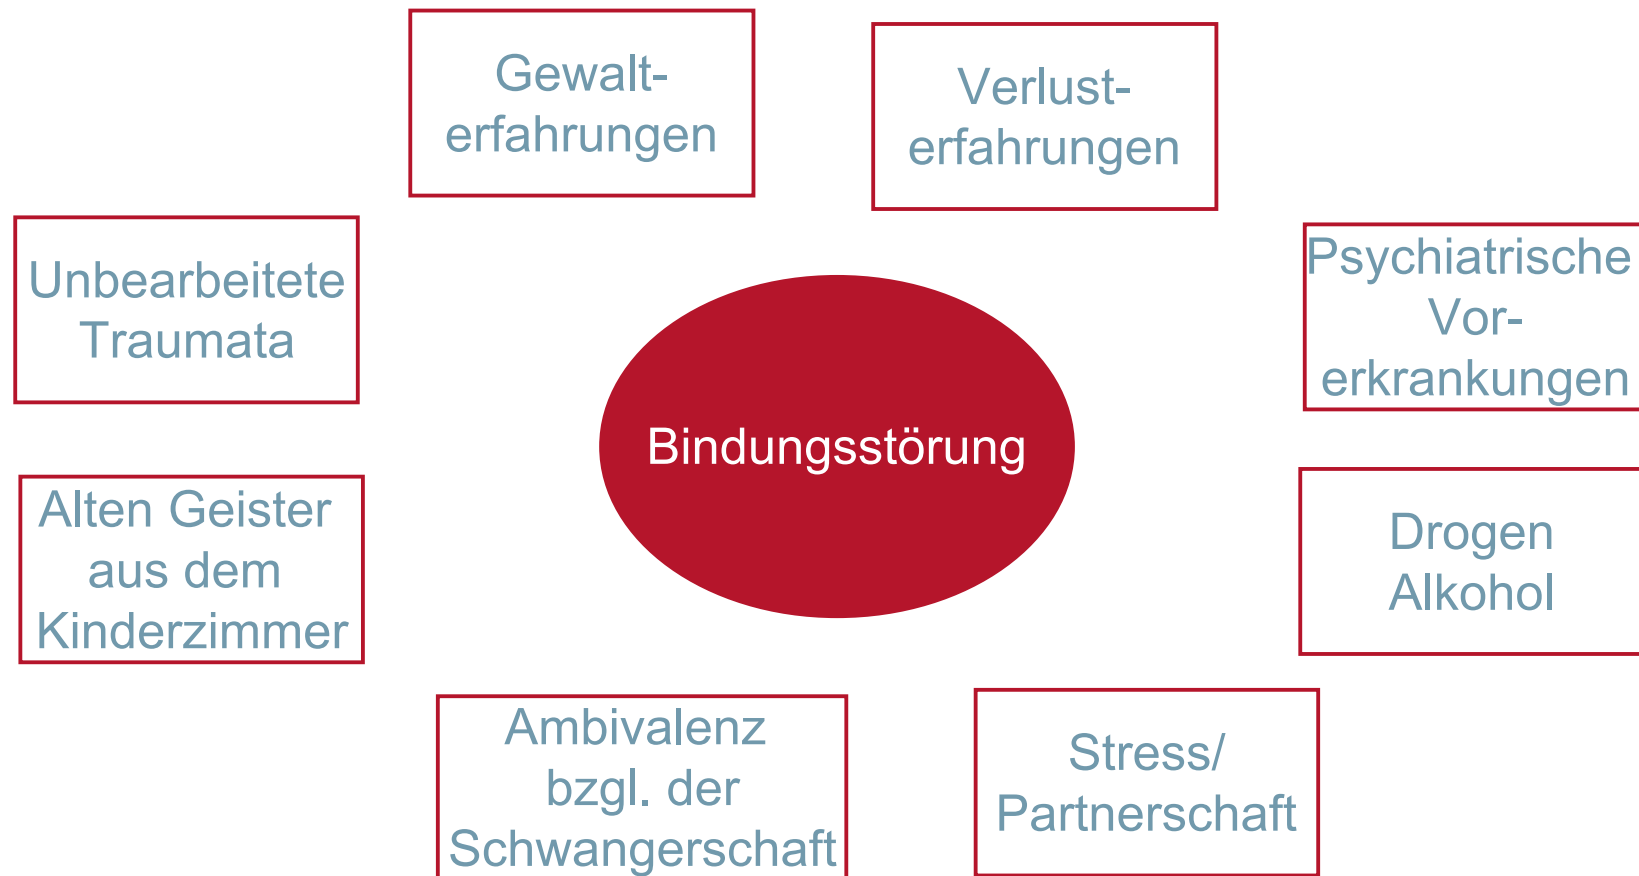 Gewalt-
erfahrungen
Verlust-
erfahrungen
Unbearbeitete
Traumata
Psychiatrische
Vor-
erkrankungen
Bindungsstörung
Alten Geister
aus dem
Kinderzimmer
Drogen
Alkohol
Ambivalenz
bzgl. der
Schwangerschaft
Stress/
Partnerschaft